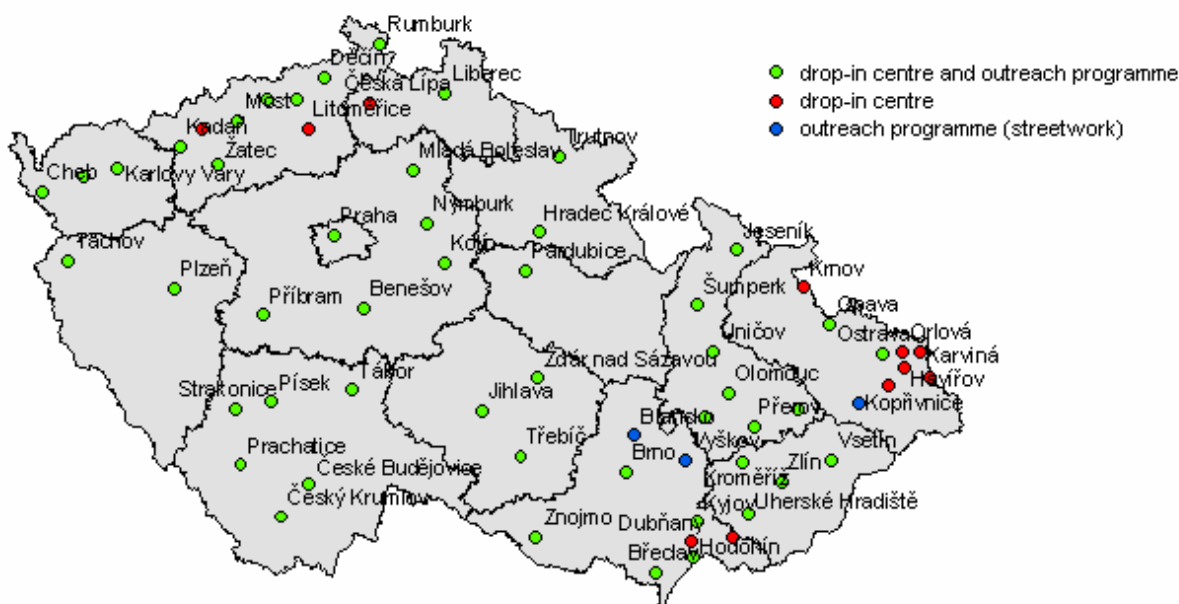 Rumburk
Děčín
Česká Lípa
Liberec
Most
Litoměřice
Kadaň
Trutnov
Žatec
Mladá Boleslav
Cheb
Karlovy Vary
Praha
Nymburk
Hradec Králové
Tachov
Kolín
Pardubice
Jeseník
Plzeň
Krnov
Příbram
Benešov
Šumperk
Opava
Uničov
Ostrava
Orlová
Karviná
Žďár nad Sázavou
Havířov
Strakonice
Písek
Tábor
Jihlava
Olomouc
Kopřivnice
Přerov
Blansko
Prachatice
Třebíč
Vyškov
Vsetín
Brno
Zlín
České Budějovice
Kroměříž
Český Krumlov
Kyjov
Uherské Hradiště
Znojmo
Dubňany
Břeclav
Hodonín
drop-in centre and outreach programme
drop-in centre
outreach programme (streetwork)